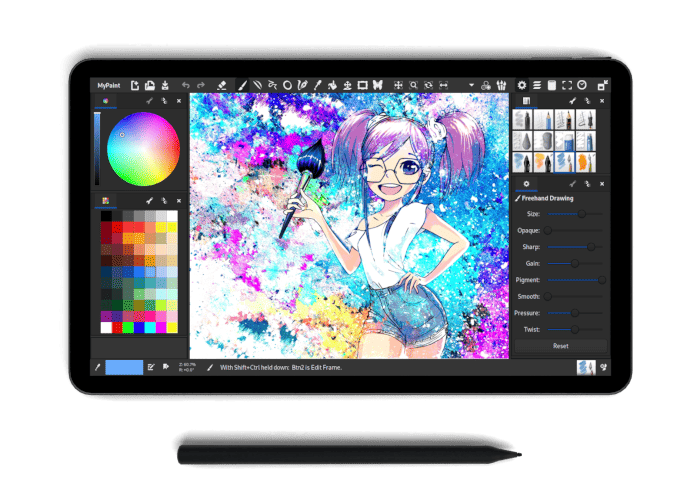 MyPaint
Freehand Drawing
Size:
Opaque:
Sharp:
Gain:
Pigment:
Smooth:
Pressure:
Twist:
Reset
With Shift+Ctrl held down: Btn2 is Edit Frame.